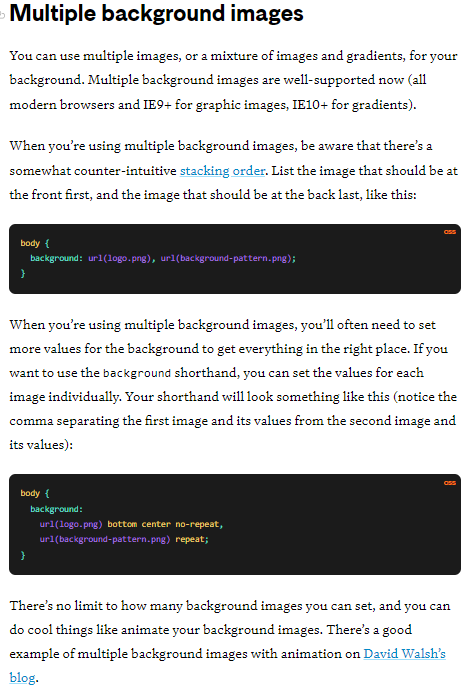 Multiple background images
You can use multiple images, or a mixture of images and gradients, for your
background. Multiple background images are well-supported now (all
modern browsers and IE9+ for graphic images, IE10+ for gradients).
When you’re using multiple background images, be aware that there’s a
somewhat counter-intuitive stacking order. List the image that should be at
the front first, and the image that should be at the back last, like this:
css
body {
  background: url(logo.png), url(background-pattern.png);
}
When you’re using multiple background images, you’ll often need to set
more values for the background to get everything in the right place. If you
want to use the background shorthand, you can set the values for each
image individually. Your shorthand will look something like this (notice the
comma separating the first image and its values from the second image and
its values):
css
body {
  background:
    url(logo.png) bottom center no-repeat,
    url(background-pattern.png) repeat;
}
There’s no limit to how many background images you can set, and you can
do cool things like animate your background images. There’s a good
example of multiple background images with animation on David Walsh’s
blog.